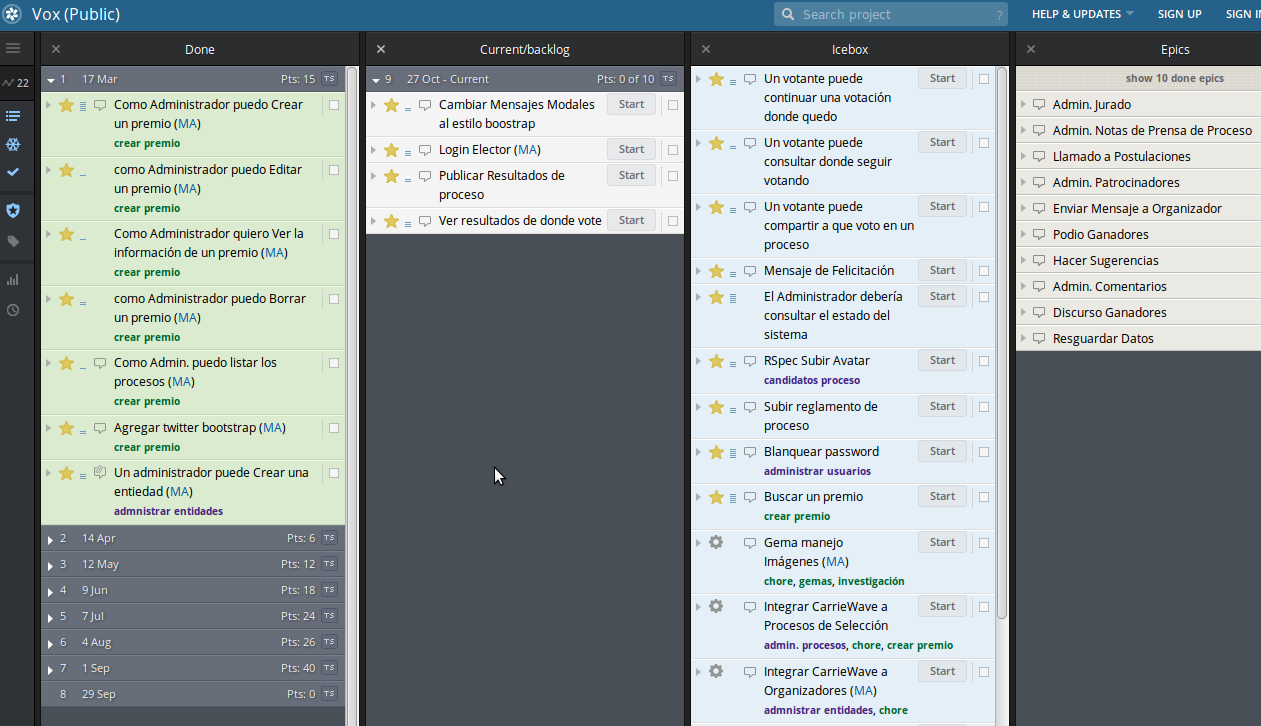 Vox (Public)
Search project
?
HELP & UPDATES
SIGN UP
SIGN IN
22
Done
1 17 Mar Pts: 15 TS
Como Administrador puedo Crear
un premio (MA)
crear premio
como Administrador puedo Editar
un premio (MA)
crear premio
Como Administrador quiero Ver la
información de un premio (MA)
crear premio
como Administrador puedo Borrar
un premio (MA)
crear premio
Como Admin. puedo listar los
procesos (MA)
crear premio
Agregar twitter bootstrap (MA)
crear premio
Un administrador puede Crear una
entiedad (MA)
admnistrar entidades
2 14 Apr Pts: 6 TS
3 12 May Pts: 12 TS
4 9 Jun Pts: 18 TS
5 7 Jul Pts: 24 TS
6 4 Aug Pts: 26 TS
7 1 Sep Pts: 40 TS
8 29 Sep Pts: 0 TS
Current/backlog
9 27 Oct - Current Pts: 0 of 10 TS
Cambiar Mensajes Modales
al estilo boostrap
Start
Login Elector (MA)
Start
Publicar Resultados de
proceso
Start
Ver resultados de donde vote
Start
Icebox
Un votante puede
continuar una votación
donde quedo
Start
Un votante puede
consultar donde seguir
votando
Start
Un votante puede
compartir a que voto en un
proceso
Start
Mensaje de Felicitación
Start
El Administrador debería
consultar el estado del
sistema
Start
RSpec Subir Avatar
candidatos proceso
Start
Subir reglamento de
proceso
Start
Blanquear password
administrar usuarios
Start
Buscar un premio
crear premio
Start
Gema manejo
Imágenes (MA)
chore, gemas, investigación
Start
Integrar CarrieWave a
Procesos de Selección
admin. procesos, chore, crear premio
Start
Integrar CarrieWave a
Organizadores (MA)
admnistrar entidades, chore
Start
Epics
show 10 done epics
Admin. Jurado
Admin. Notas de Prensa de Proceso
Llamado a Postulaciones
Admin. Patrocinadores
Enviar Mensaje a Organizador
Podio Ganadores
Hacer Sugerencias
Admin. Comentarios
Discurso Ganadores
Resguardar Datos